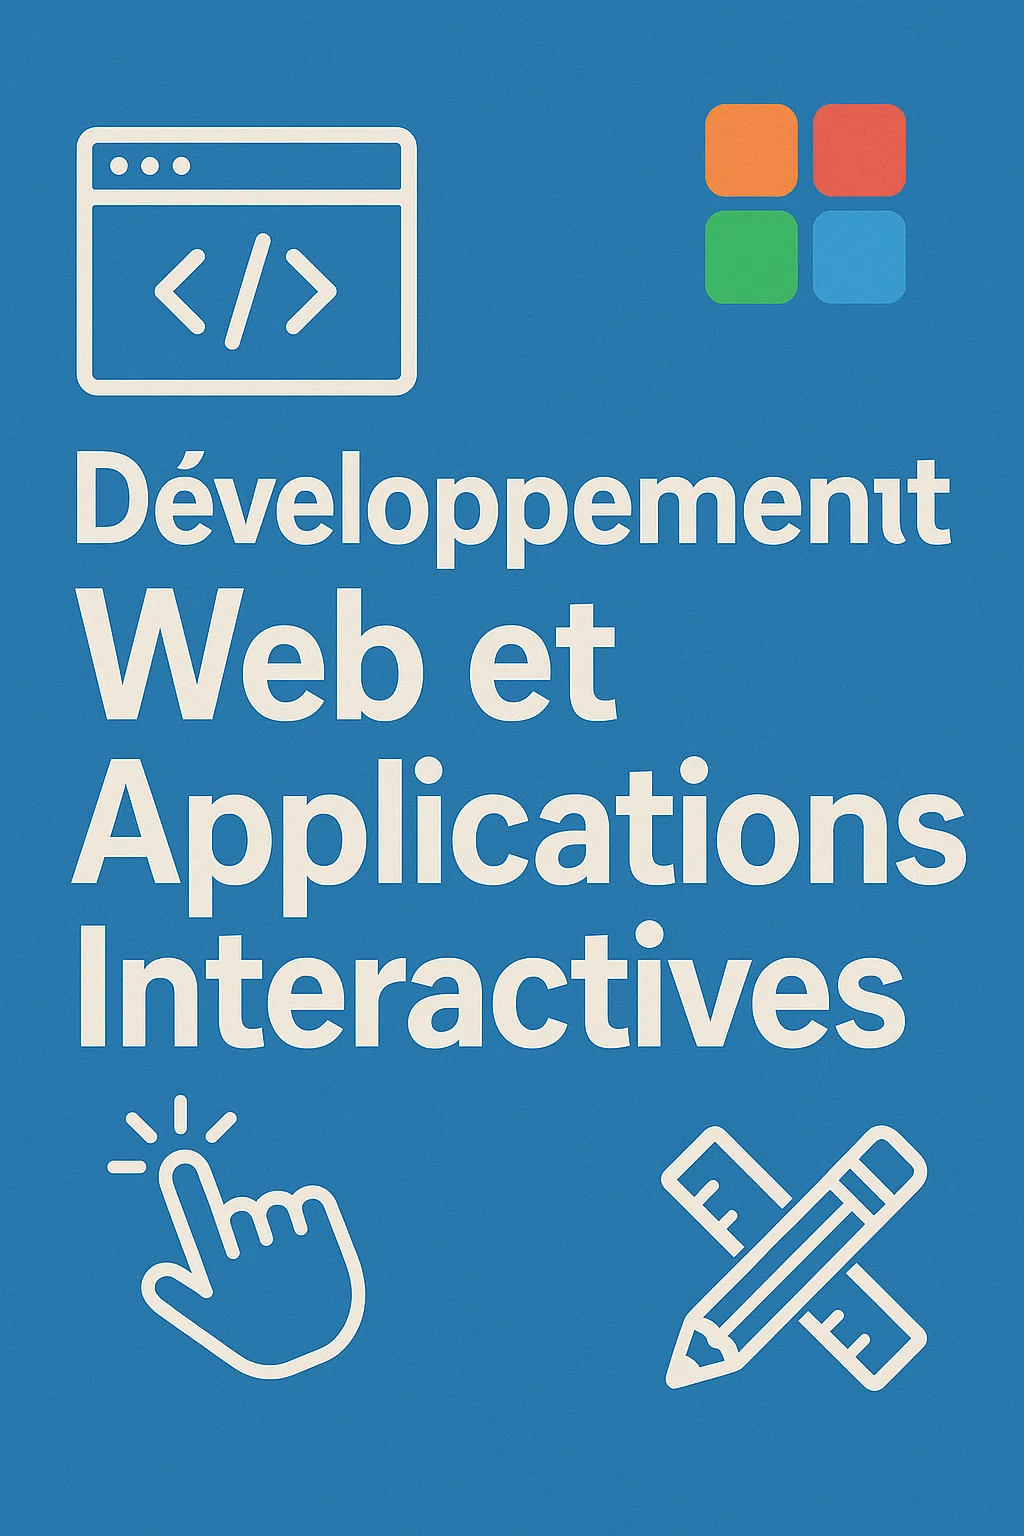 </>
Développemenıt
Web et
Applications
Interactives